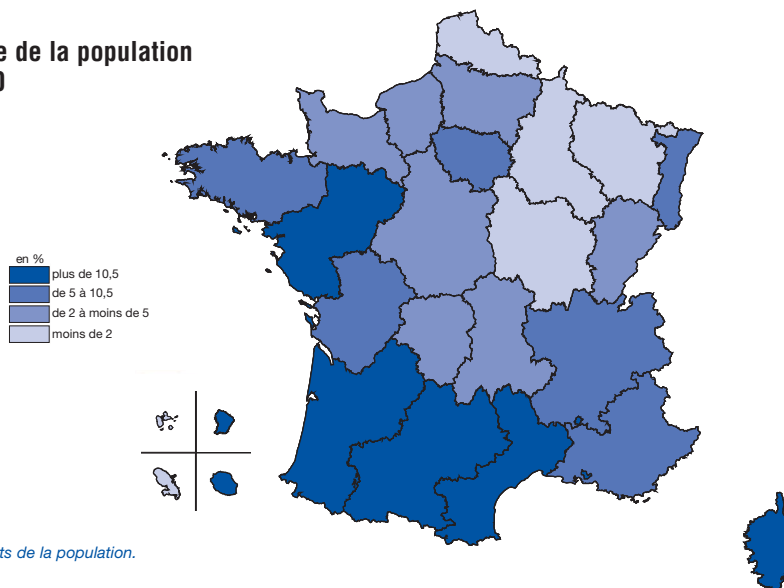 de la population
en %
plus de 10,5
de 5 à 10,5
de 2 à moins de 5
moins de 2
de la population.